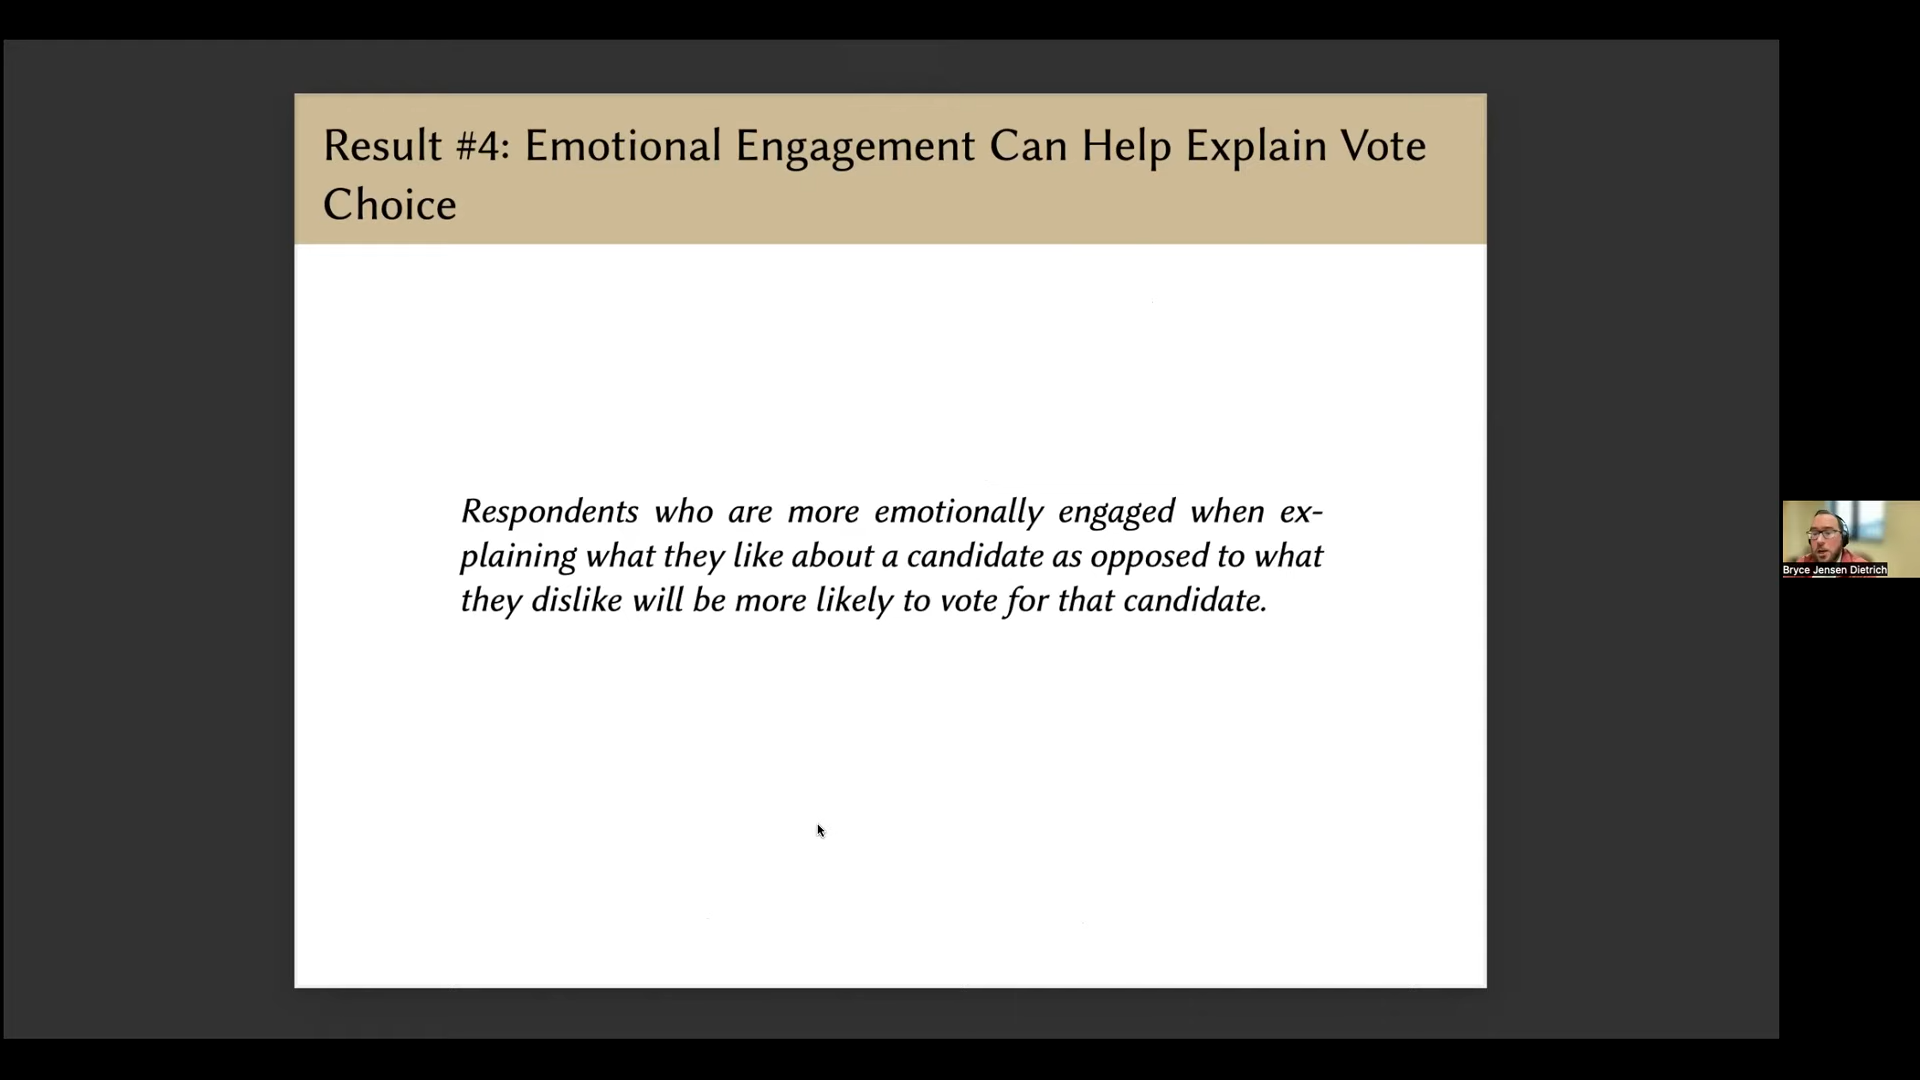 Result #4: Emotional Engagement Can Help Explain Vote
Choice
Respondents who are more emotionally engaged when ex-
plaining what they like about a candidate as opposed to what
they dislike will be more likely to vote for that candidate.
Bryce Jensen Dietrich